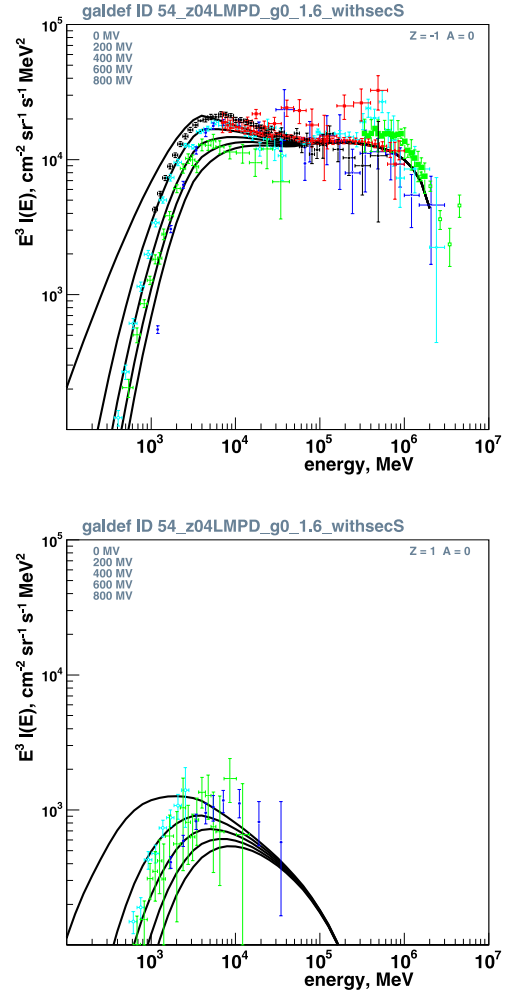 galdef ID 54_z04LMPD_g0_1.6_withsecS
0 MV
200 MV
400 MV
600 MV
800 MV
Z = -1 A = 0
E³ I(E), cm⁻² sr⁻¹ s⁻¹ MeV²
10⁵
10⁴
10³
10³ 10⁴ 10⁵ 10⁶ 10⁷
energy, MeV
galdef ID 54_z04LMPD_g0_1.6_withsecS
0 MV
200 MV
400 MV
600 MV
800 MV
Z = 1 A = 0
E³ I(E), cm⁻² sr⁻¹ s⁻¹ MeV²
10⁵
10⁴
10³
10³ 10⁴ 10⁵ 10⁶ 10⁷
energy, MeV